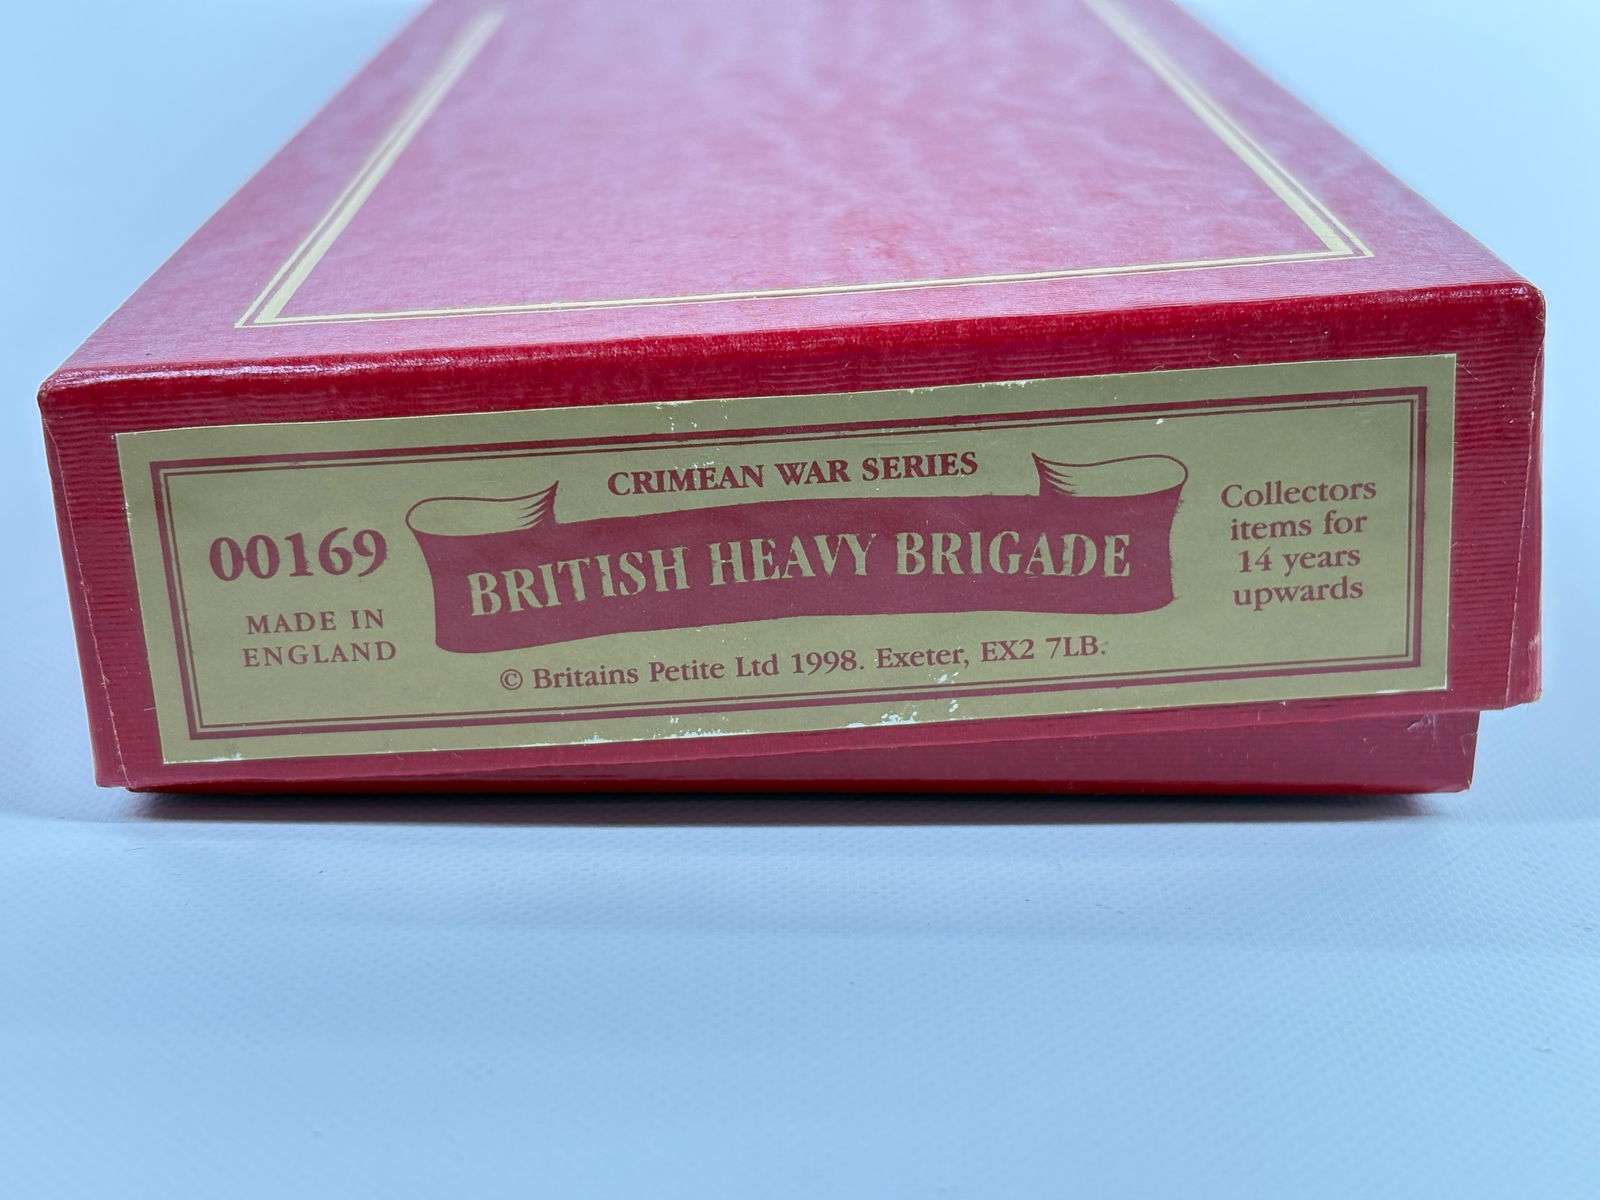 CRIMEAN WAR SERIES
00169
MADE IN
ENGLAND
BRITISH HEAVY BRIGADE
© Britains Petite Ltd 1998. Exeter, EX2 7LB.
Collectors
items for
14 years
upwards